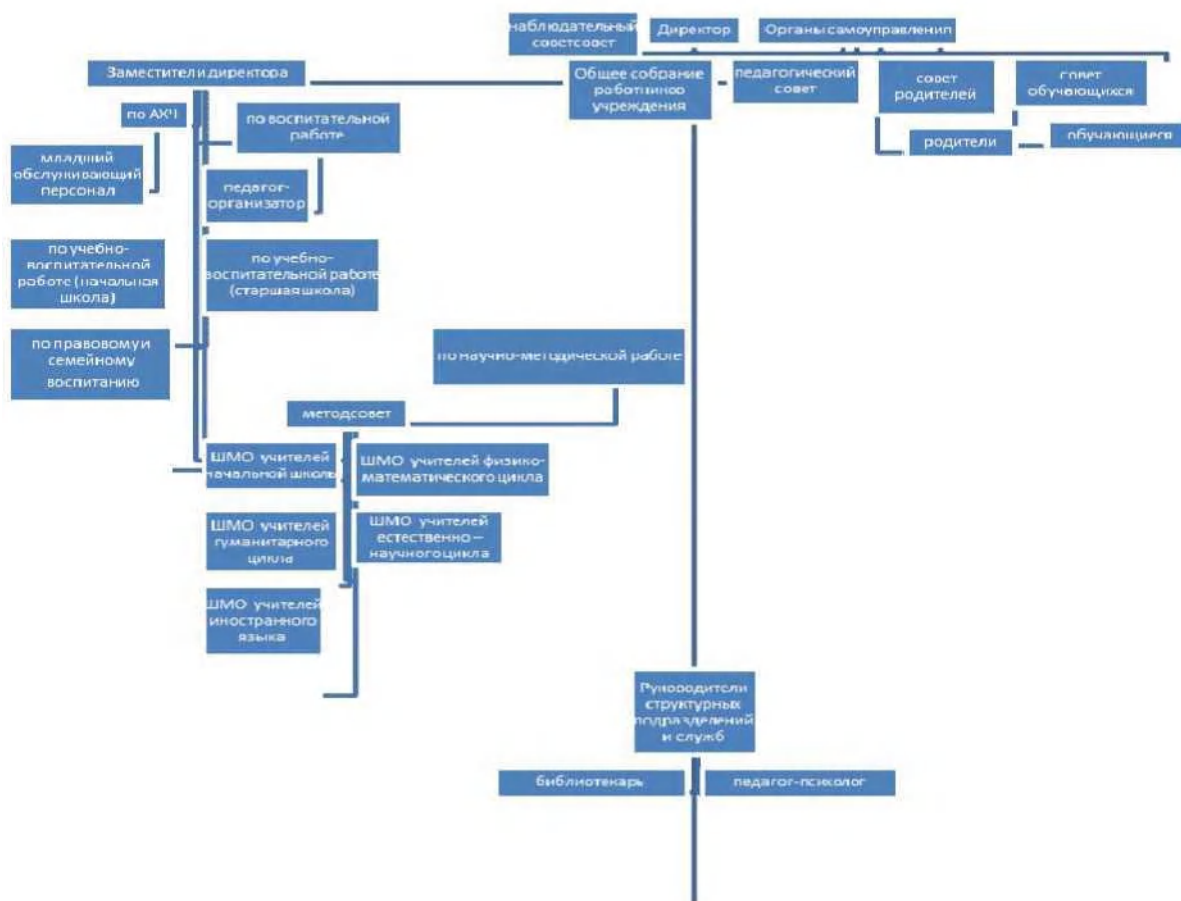 наблюдательный
советсовет
Директор
Органы самоуправления
Заместители директора
Общее собрание
работников
учреждения
педагогический
совет
совет
родителей
совет
обучающихся
по АХЧ
по воспитательной
работе
родители
обучающиеся
младший
обслуживающий
персонал
педагог-
организатор
по учебно-
воспитательной
работе (начальная
школа)
по учебно-
воспитательной работе
(старшая школа)
по правовому и
семейному
воспитанию
по научно-методической работе
методсовет
ШМО учителей
начальной школы
ШМО учителей физико-
математического цикла
ШМО учителей
гуманитарного
цикла
ШМО учителей
естественно –
научного цикла
ШМО учителей
иностранного
языка
Руководители
структурных
подразделений
и служб
библиотекарь
педагог-психолог